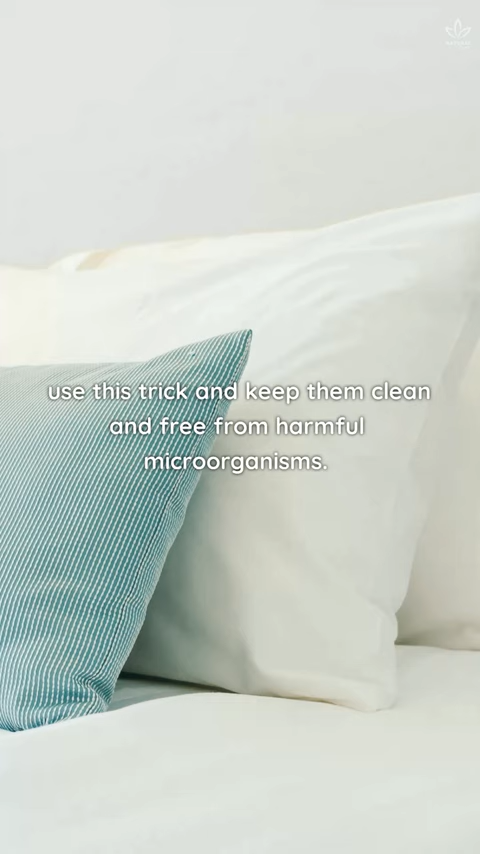 use this trick and keep them clean
and free from harmful
microorganisms.